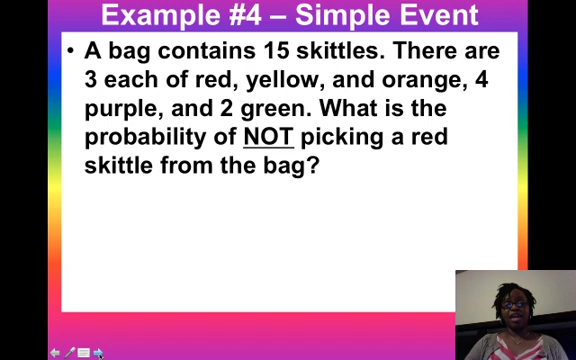 Example #4 – Simple Event
• A bag contains 15 skittles. There are
3 each of red, yellow, and orange, 4
purple, and 2 green. What is the
probability of NOT picking a red
skittle from the bag?